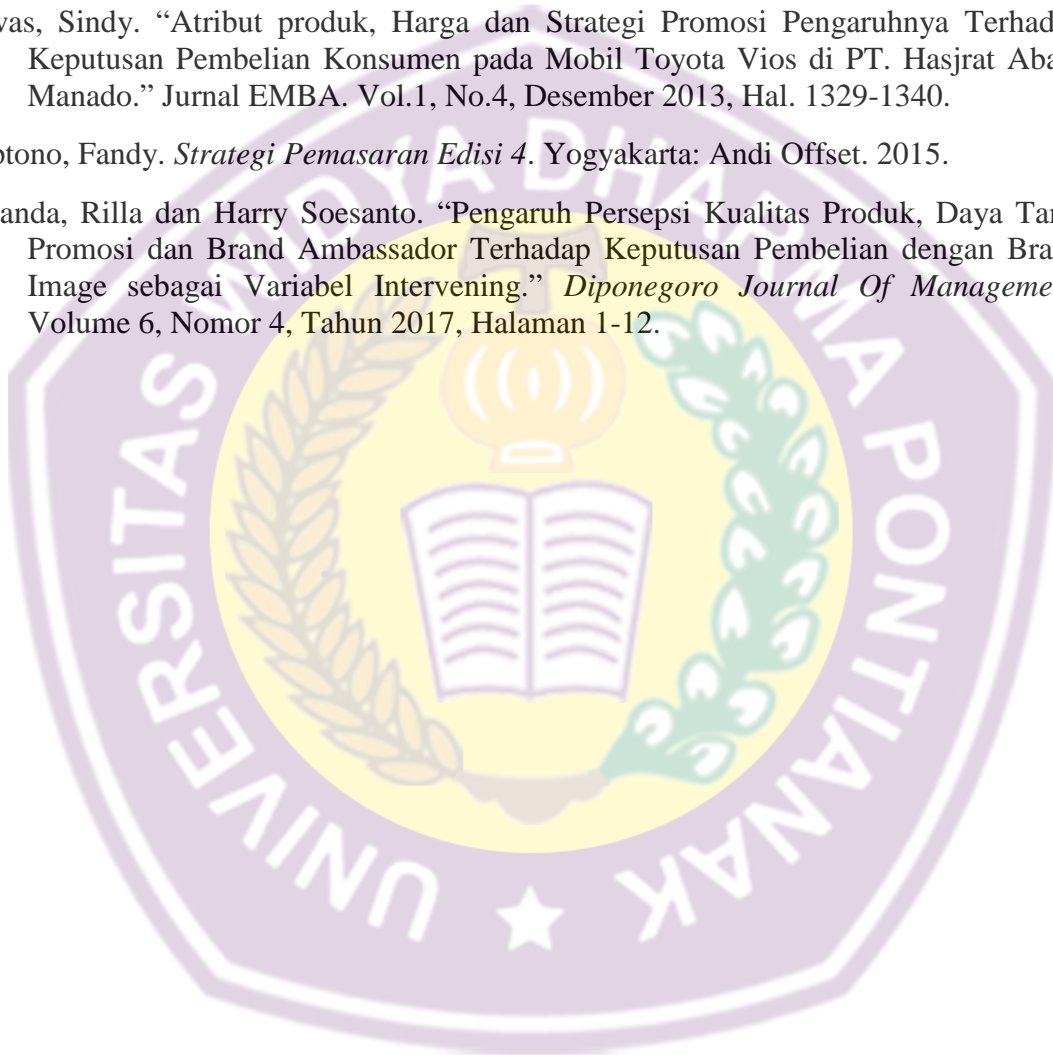 vas, Sindy. “Atribut produk, Harga dan Strategi Promosi Pengaruhnya Terhada
Keputusan Pembelian Konsumen pada Mobil Toyota Vios di PT. Hasjrat Aba
Manado.” Jurnal EMBA. Vol.1, No.4, Desember 2013, Hal. 1329-1340.
ptono, Fandy. Strategi Pemasaran Edisi 4. Yogyakarta: Andi Offset. 2015.
anda, Rilla dan Harry Soesanto. “Pengaruh Persepsi Kualitas Produk, Daya Tar
Promosi dan Brand Ambassador Terhadap Keputusan Pembelian dengan Bra
Image sebagai Variabel Intervening.” Diponegoro Journal Of Manageme
Volume 6, Nomor 4, Tahun 2017, Halaman 1-12.
UNIVERSITAS WIDYA DHARMA PONTIANAK